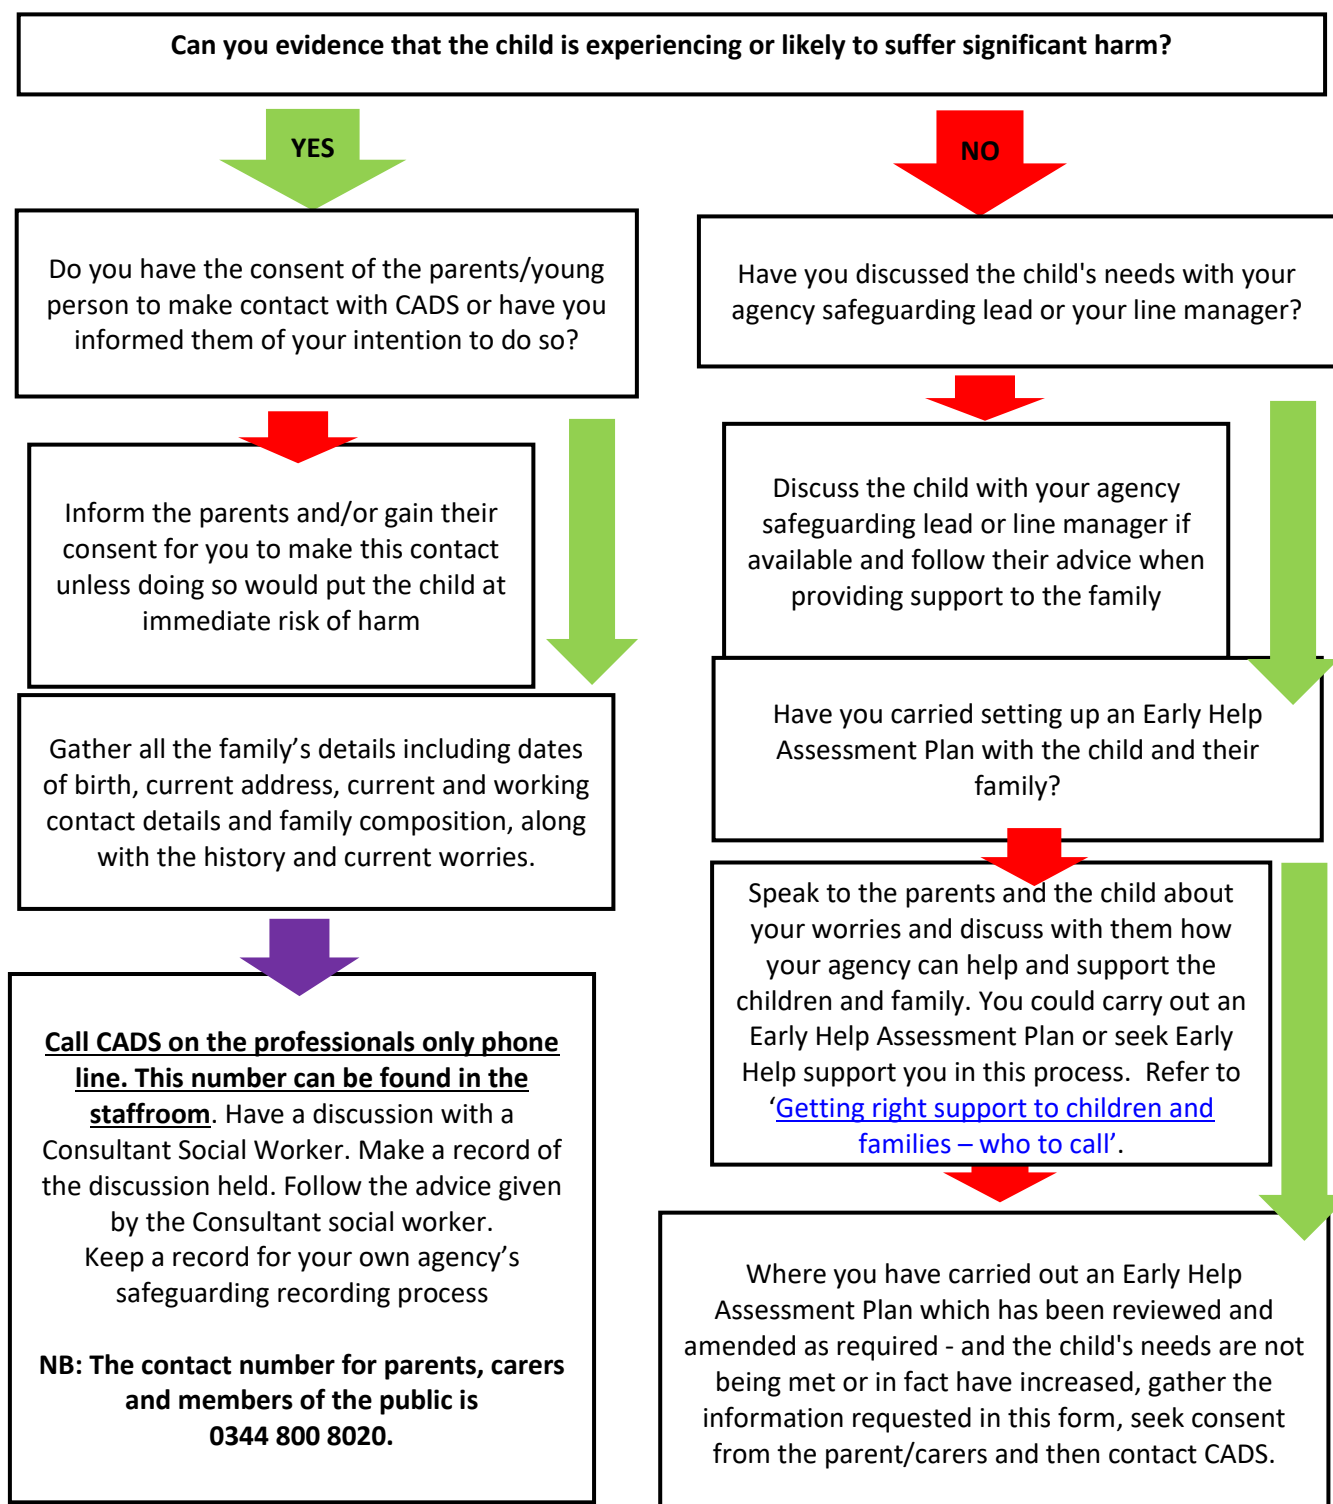 Can you evidence that the child is experiencing or likely to suffer significant harm?
YES
NO
Do you have the consent of the parents/young
person to make contact with CADS or have you
informed them of your intention to do so?
Inform the parents and/or gain their
consent for you to make this contact
unless doing so would put the child at
immediate risk of harm
Gather all the family’s details including dates
of birth, current address, current and working
contact details and family composition, along
with the history and current worries.
Call CADS on the professionals only phone
line. This number can be found in the
staffroom. Have a discussion with a
Consultant Social Worker. Make a record of
the discussion held. Follow the advice given
by the Consultant social worker.
Keep a record for your own agency’s
safeguarding recording process
NB: The contact number for parents, carers
and members of the public is
0344 800 8020.
Have you discussed the child's needs with your
agency safeguarding lead or your line manager?
Discuss the child with your agency
safeguarding lead or line manager if
available and follow their advice when
providing support to the family
Have you carried setting up an Early Help
Assessment Plan with the child and their
family?
Speak to the parents and the child about
your worries and discuss with them how
your agency can help and support the
children and family. You could carry out an
Early Help Assessment Plan or seek Early
Help support you in this process.  Refer to
‘Getting right support to children and
families – who to call’.
Where you have carried out an Early Help
Assessment Plan which has been reviewed and
amended as required - and the child's needs are not
being met or in fact have increased, gather the
information requested in this form, seek consent
from the parent/carers and then contact CADS.